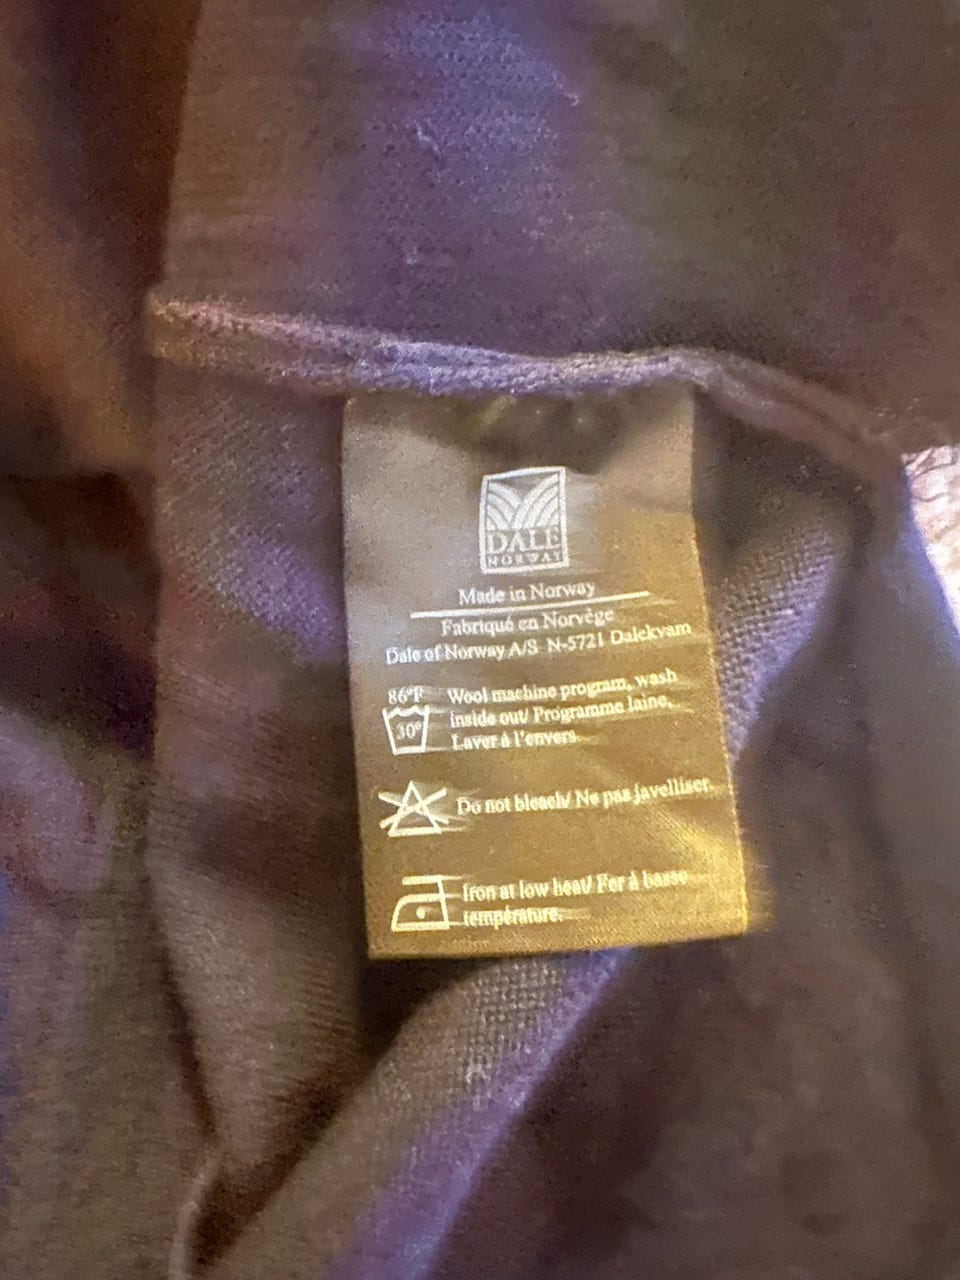 DALE
NORWAY
Made in Norway
Fabriqué en Norvège
Dale of Norway A/S N-5721 Dalekvam
86°F Wool machine program, wash
30° inside out/ Programme laine,
Laver à l'envers.
Do not bleach/ Ne pas javelliser.
Iron at low heat/ Fer à basse
température.